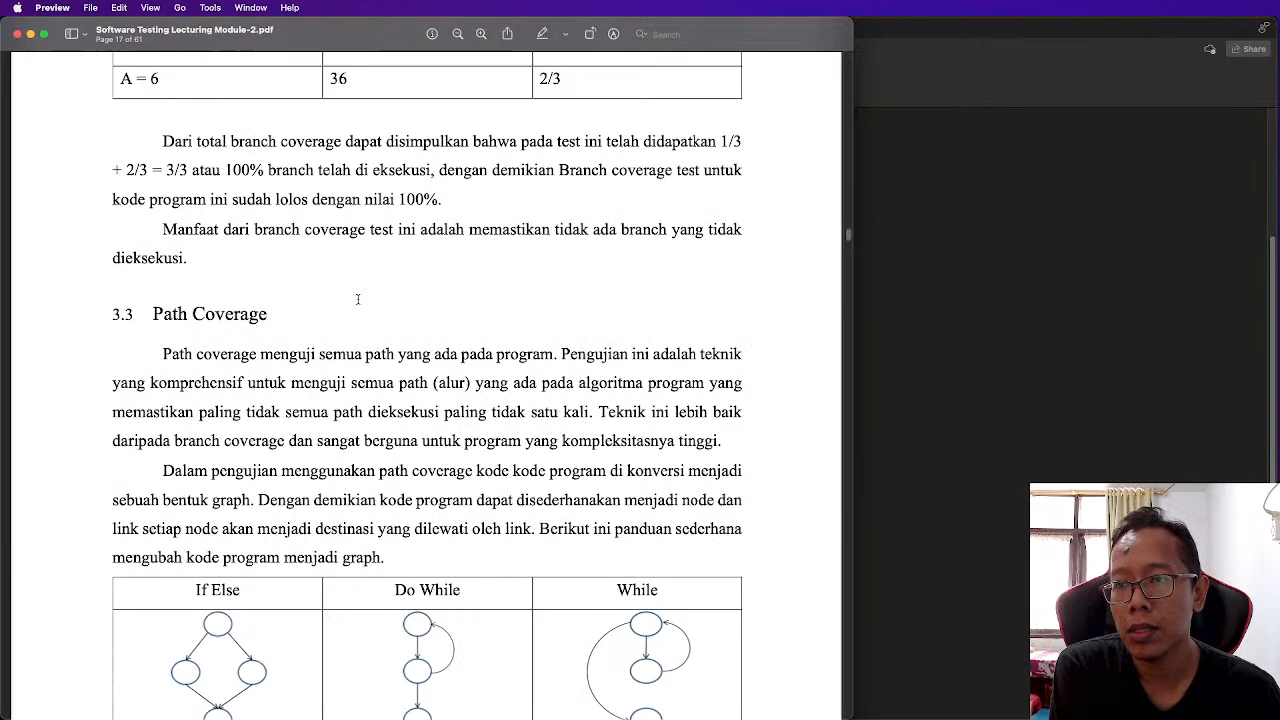 Preview File Edit View Go Tools Window Help
Software Testing Lecturing Module-2.pdf
Page 17 of 61
Search
Share
A = 6 36 2/3
Dari total branch coverage dapat disimpulkan bahwa pada test ini telah didapatkan 1/3
+ 2/3 = 3/3 atau 100% branch telah di eksekusi, dengan demikian Branch coverage test untuk
kode program ini sudah lolos dengan nilai 100%.
Manfaat dari branch coverage test ini adalah memastikan tidak ada branch yang tidak
dieksekusi.
3.3 Path Coverage
Path coverage menguji semua path yang ada pada program. Pengujian ini adalah teknik
yang komprehensif untuk menguji semua path (alur) yang ada pada algoritma program yang
memastikan paling tidak semua path dieksekusi paling tidak satu kali. Teknik ini lebih baik
daripada branch coverage dan sangat berguna untuk program yang kompleksitasnya tinggi.
Dalam pengujian menggunakan path coverage kode kode program di konversi menjadi
sebuah bentuk graph. Dengan demikian kode program dapat disederhanakan menjadi node dan
link setiap node akan menjadi destinasi yang dilewati oleh link. Berikut ini panduan sederhana
mengubah kode program menjadi graph.
If Else Do While While